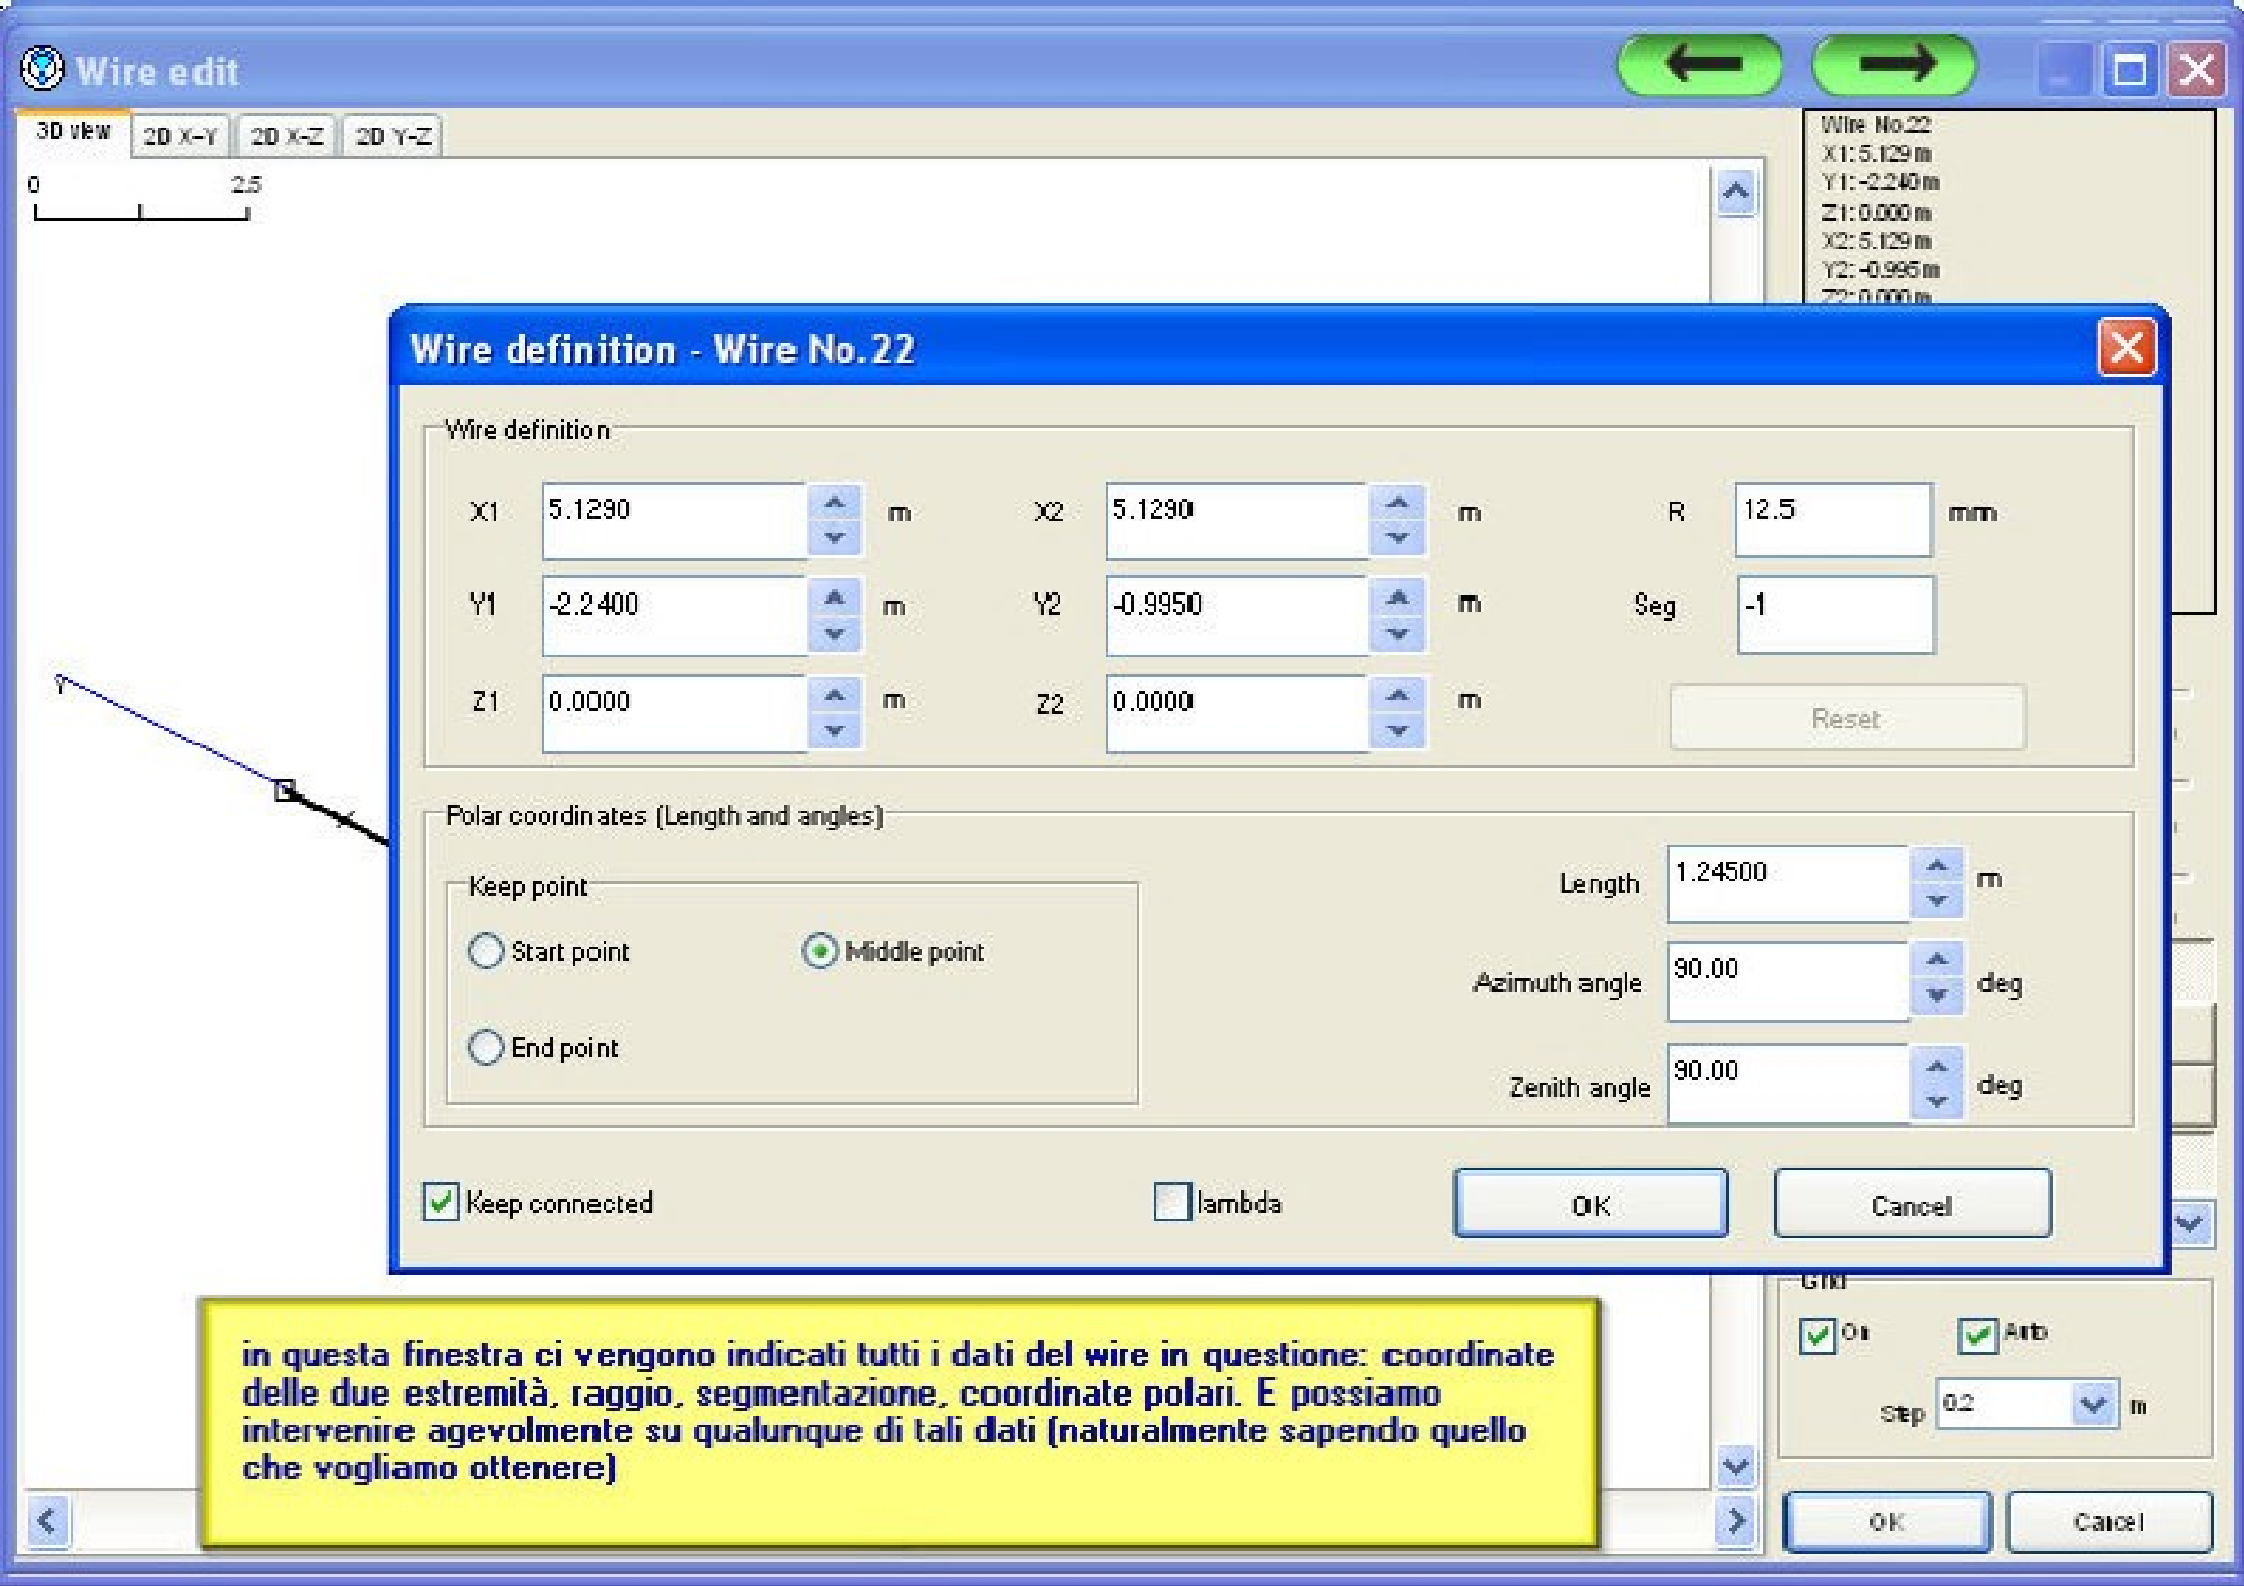 Wire edit
3D view 2D X-Y 2D X-Z 2D Y-Z
0 2.5
Wire No.22
X1: 5.129 m
Y1: -2.240 m
Z1: 0.000 m
X2: 5.129 m
Y2: -0.995 m
Z2: 0.000 m
Y
Wire definition - Wire No.22
Wire definition
X1 5.1290 m X2 5.1290 m R 12.5 mm
Y1 -2.2400 m Y2 -0.9950 m Seg -1
Z1 0.0000 m Z2 0.0000 m Reset
Polar coordinates (Length and angles)
Keep point
Start point Middle point
End point
Length 1.24500 m
Azimuth angle 90.00 deg
Zenith angle 90.00 deg
Keep connected lambda OK Cancel
in questa finestra ci vengono indicati tutti i dati del wire in questione: coordinate
delle due estremità, raggio, segmentazione, coordinate polari. E possiamo
intervenire agevolmente su qualunque di tali dati (naturalmente sapendo quello
che vogliamo ottenere)
Grid
On Auto
Step 0.2 m
OK Cancel